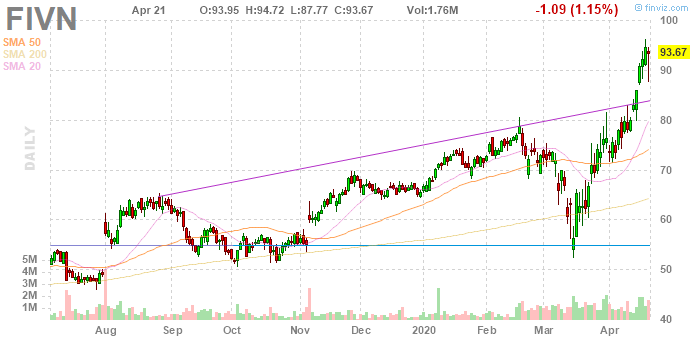 FIVN
Apr 21 O:93.95 H:94.72 L:87.77 C:93.67 Vol:1.76M -1.09 (1.15%)
© finviz.com
SMA 50
SMA 200
SMA 20
DAILY
100
93.67
90
80
70
60
50
40
5M
4M
3M
2M
1M
Aug Sep Oct Nov Dec 2020 Feb Mar Apr